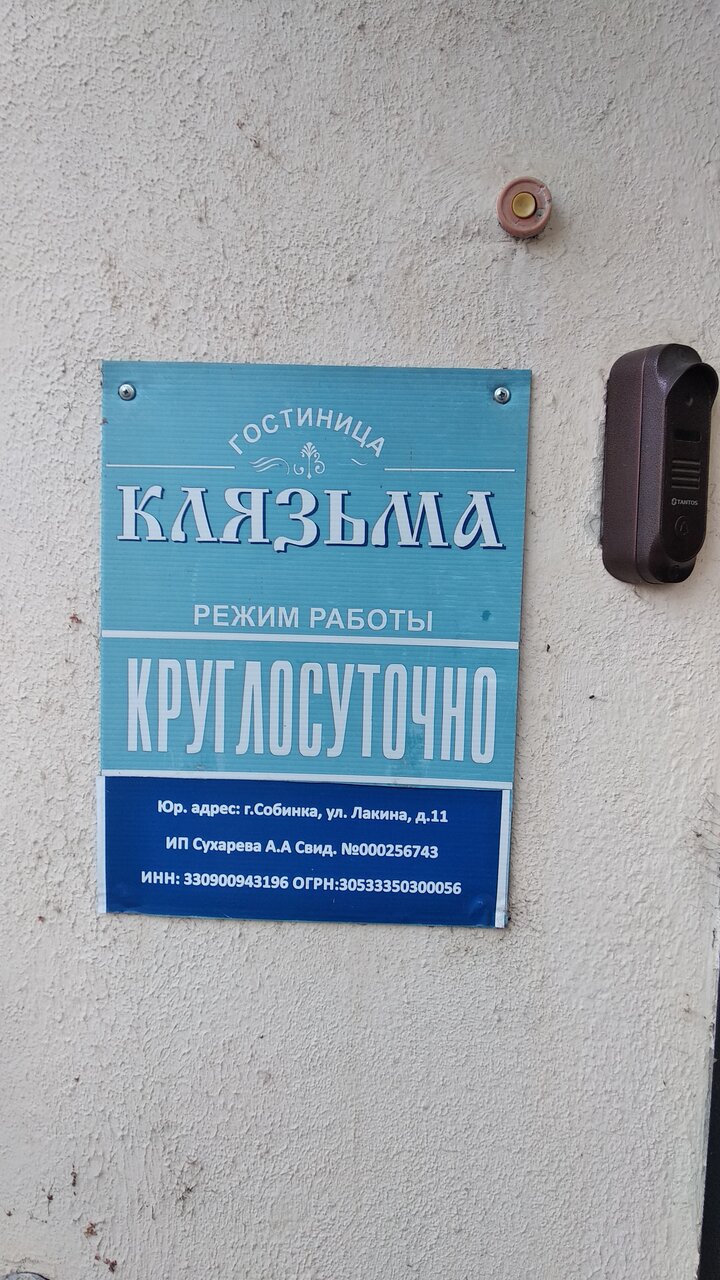 ГОСТИНИЦА
КЛЯЗЬМА
РЕЖИМ РАБОТЫ
КРУГЛОСУТОЧНО
Юр. адрес: г.Собинка, ул. Лакина, д.11
ИП Сухарева А.А Свид. №000256743
ИНН: 330900943196 ОГРН:30533350300056
TANTOS